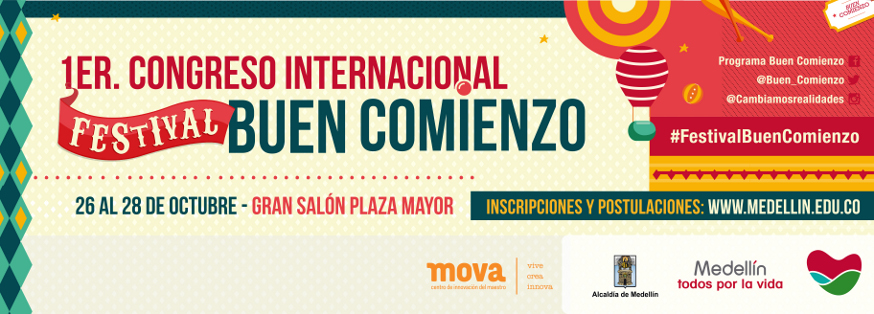 BUEN
COMIENZO
1ER. CONGRESO INTERNACIONAL
FESTIVAL BUEN COMIENZO
Programa Buen Comienzo
@Buen_Comienzo
@Cambiamosrealidades
#FestivalBuenComienzo
26 AL 28 DE OCTUBRE - GRAN SALÓN PLAZA MAYOR
INSCRIPCIONES Y POSTULACIONES: WWW.MEDELLIN.EDU.CO
mova
centro de innovación del maestro
vive
crea
innova
Alcaldía de Medellín
Medellín
todos por la vida